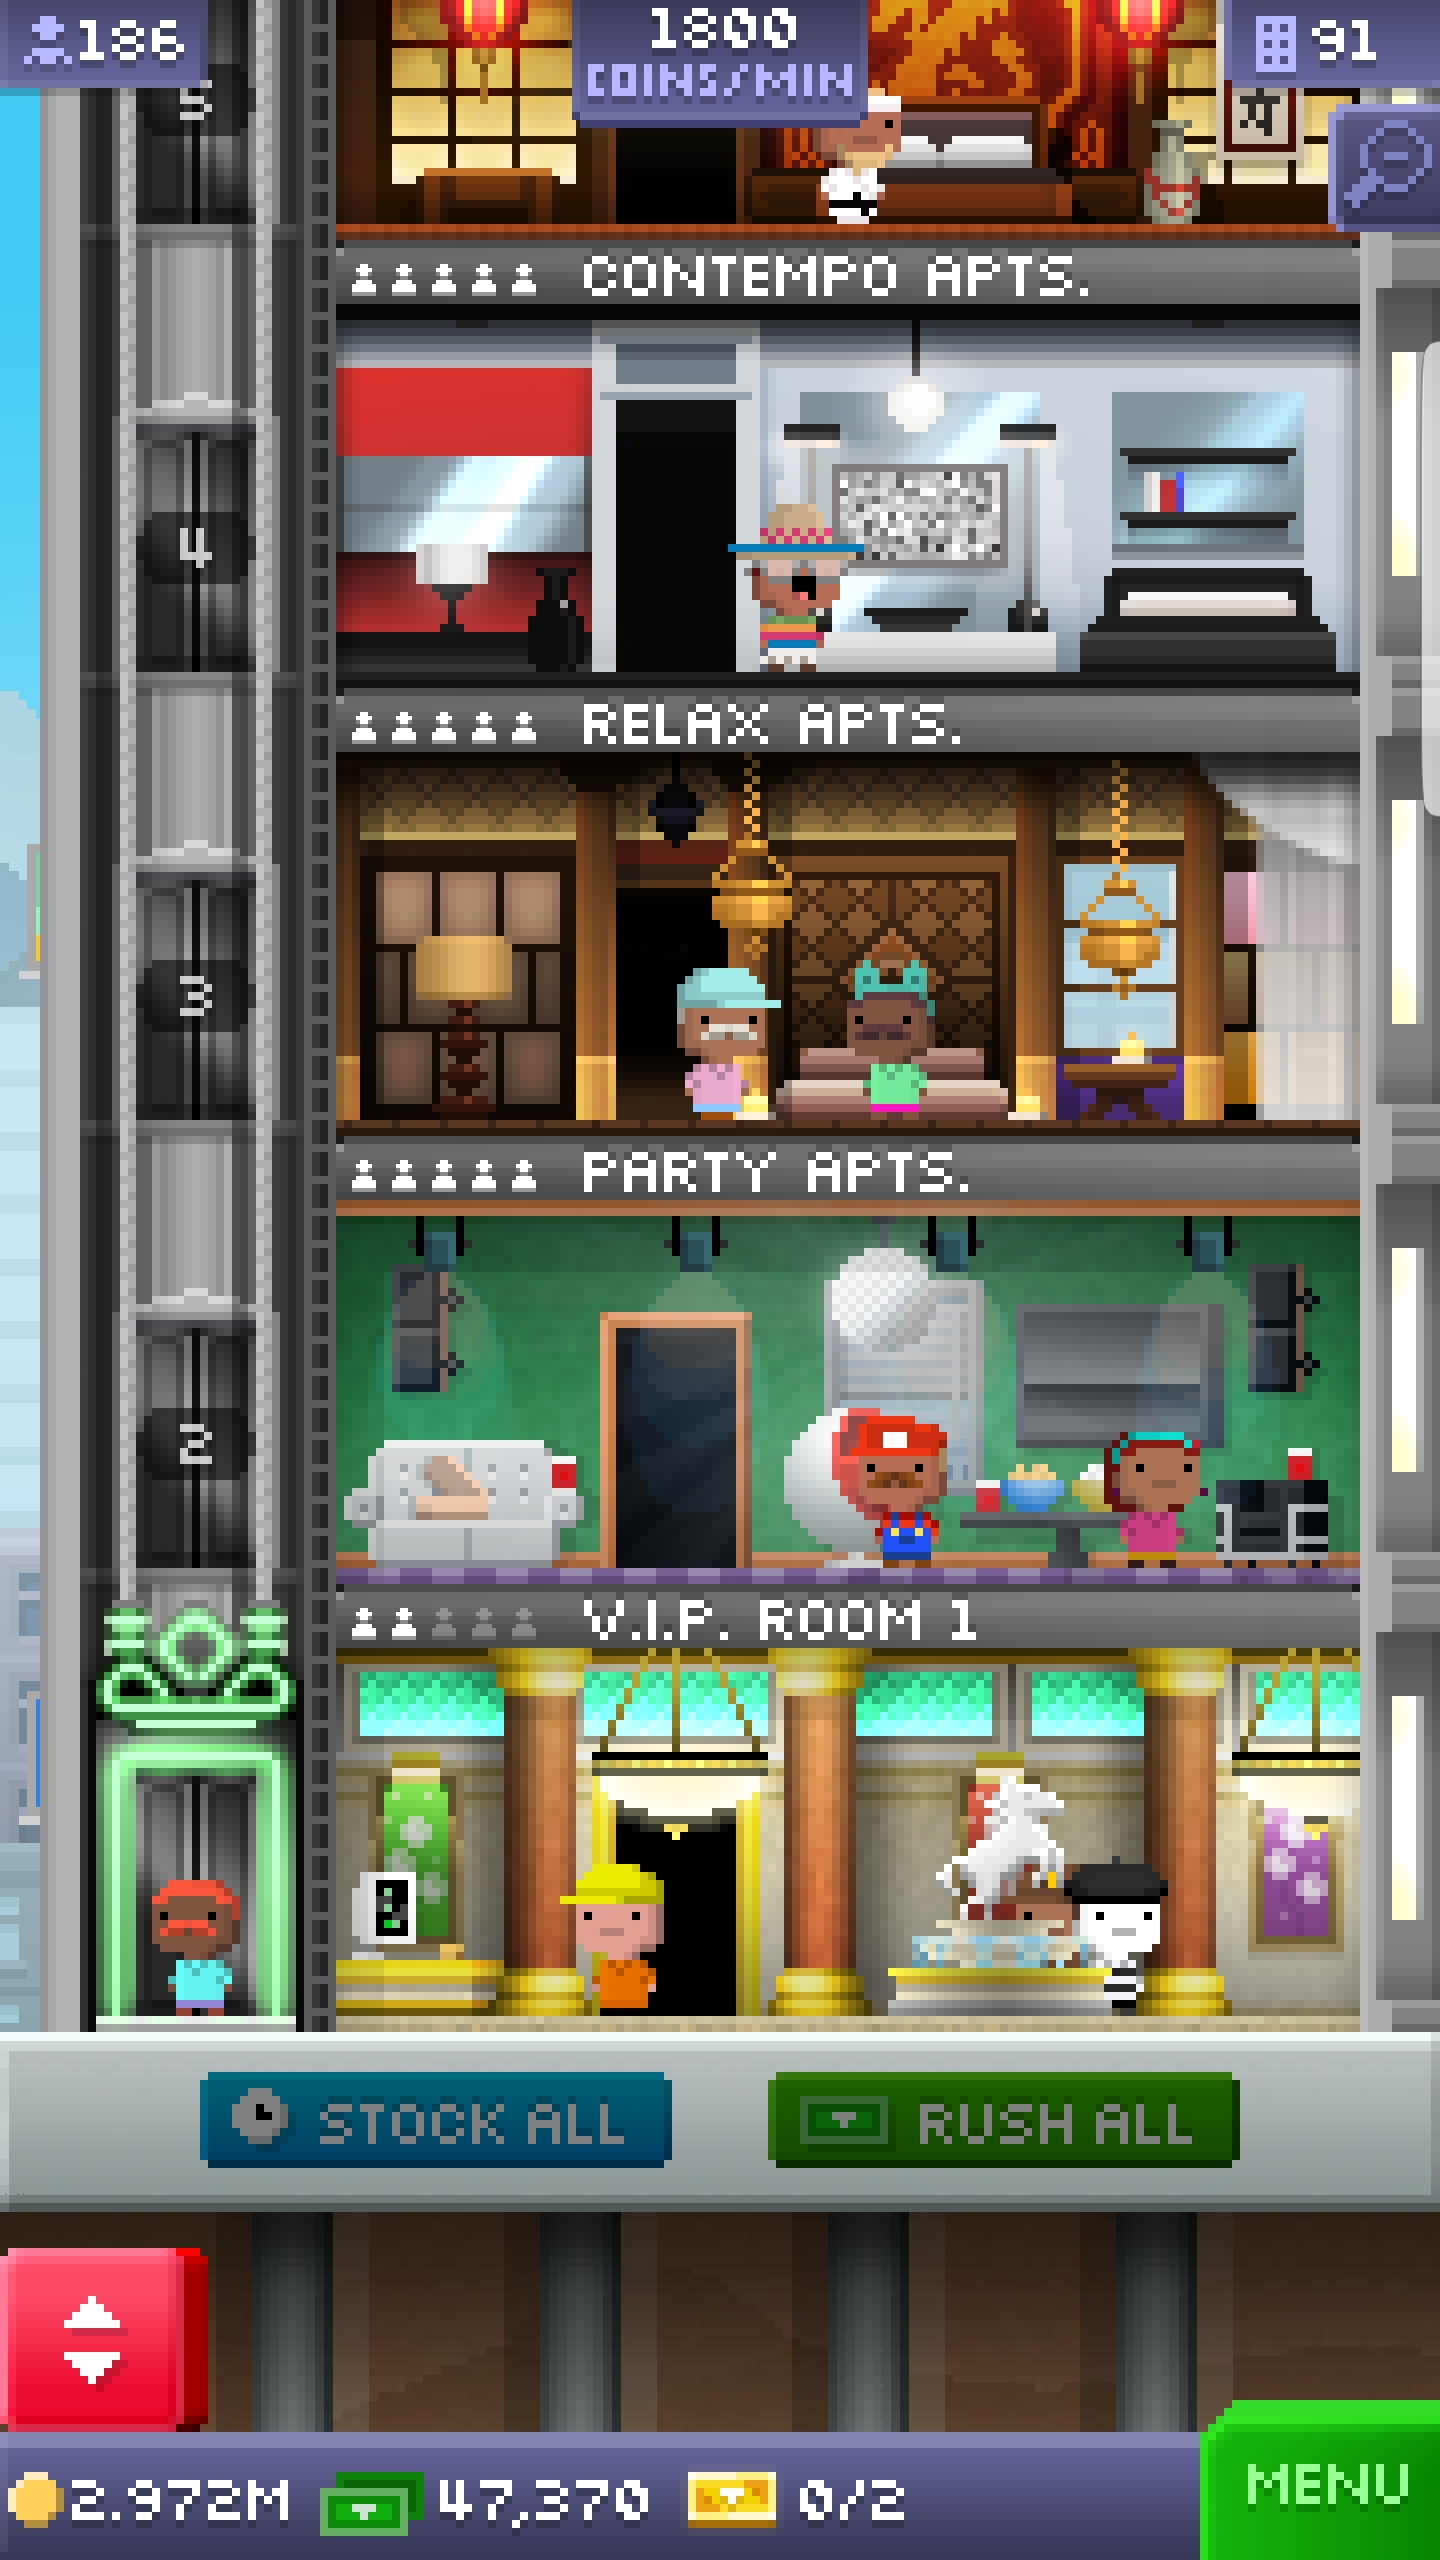 186
1800
COINS/MIN
91
5
CONTEMPO APTS.
4
RELAX APTS.
3
PARTY APTS.
2
V.I.P. ROOM 1
STOCK ALL
RUSH ALL
2.972M
47,370
0/2
MENU